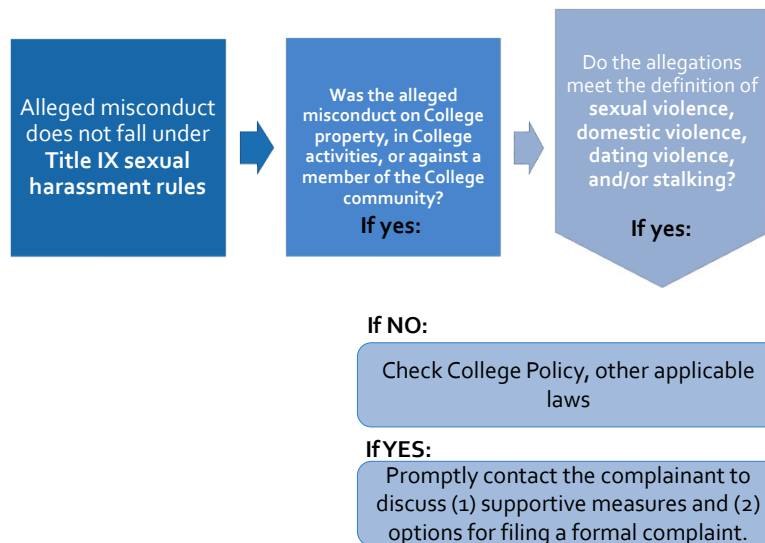 Alleged misconduct
does not fall under
Title IX sexual
harassment rules
Was the alleged
misconduct on College
property, in College
activities, or against a
member of the College
community?
If yes:
Do the allegations
meet the definition of
sexual violence,
domestic violence,
dating violence,
and/or stalking?
If yes:
If NO:
Check College Policy, other applicable
laws
If YES:
Promptly contact the complainant to
discuss (1) supportive measures and (2)
options for filing a formal complaint.